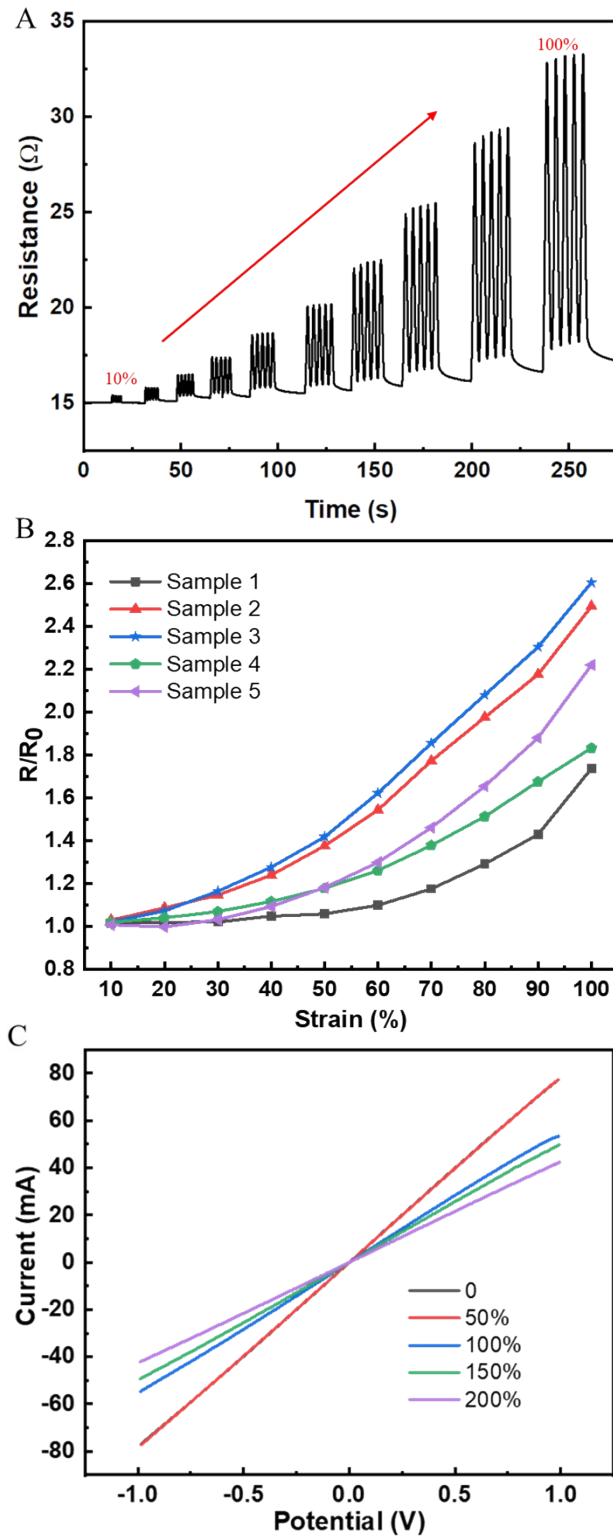 A
35
30
25
20
15
Resistance (Ω)
10%
100%
0 50 100 150 200 250
Time (s)
B
2.8
2.6
2.4
2.2
2.0
1.8
1.6
1.4
1.2
1.0
0.8
R/R0
Sample 1
Sample 2
Sample 3
Sample 4
Sample 5
10 20 30 40 50 60 70 80 90 100
Strain (%)
C
80
60
40
20
0
-20
-40
-60
-80
Current (mA)
0
50%
100%
150%
200%
-1.0 -0.5 0.0 0.5 1.0
Potential (V)